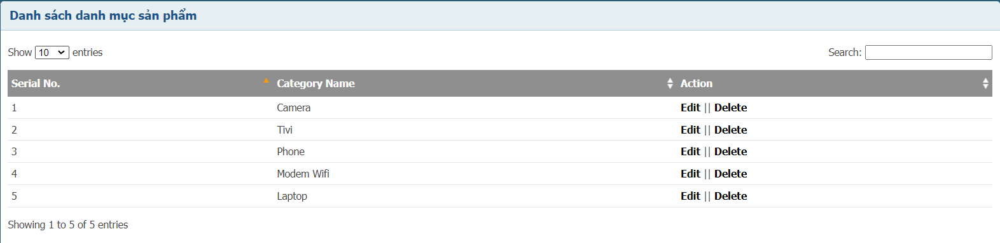 Danh sách danh mục sản phẩm
Show 10 entries Search:
Serial No. Category Name Action
1 Camera Edit || Delete
2 Tivi Edit || Delete
3 Phone Edit || Delete
4 Modem Wifi Edit || Delete
5 Laptop Edit || Delete
Showing 1 to 5 of 5 entries